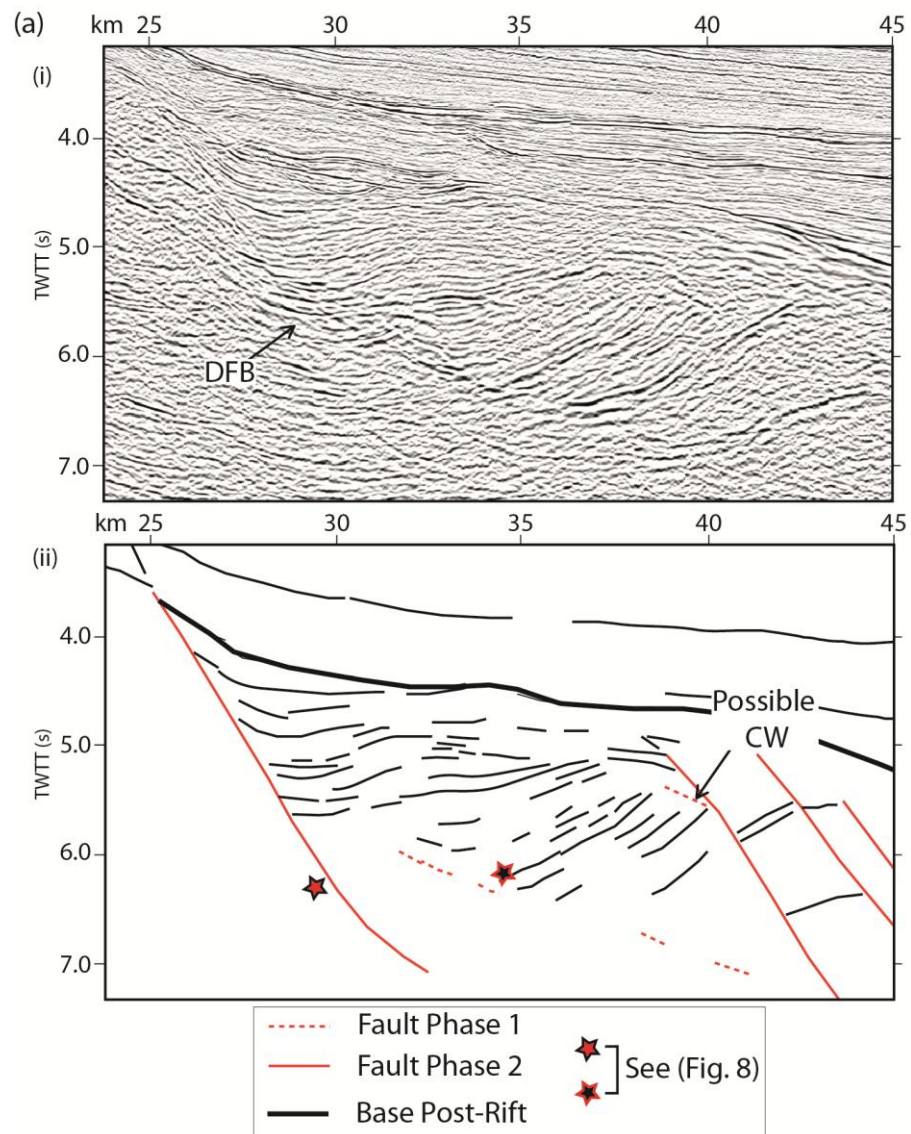 (a)
km 25 30 35 40 45
(i)
4.0
5.0
TWTT (s)
DFB
6.0
7.0
km 25 30 35 40 45
(ii)
4.0
Possible
CW
5.0
TWTT (s)
6.0
7.0
Fault Phase 1
Fault Phase 2
See (Fig. 8)
Base Post-Rift